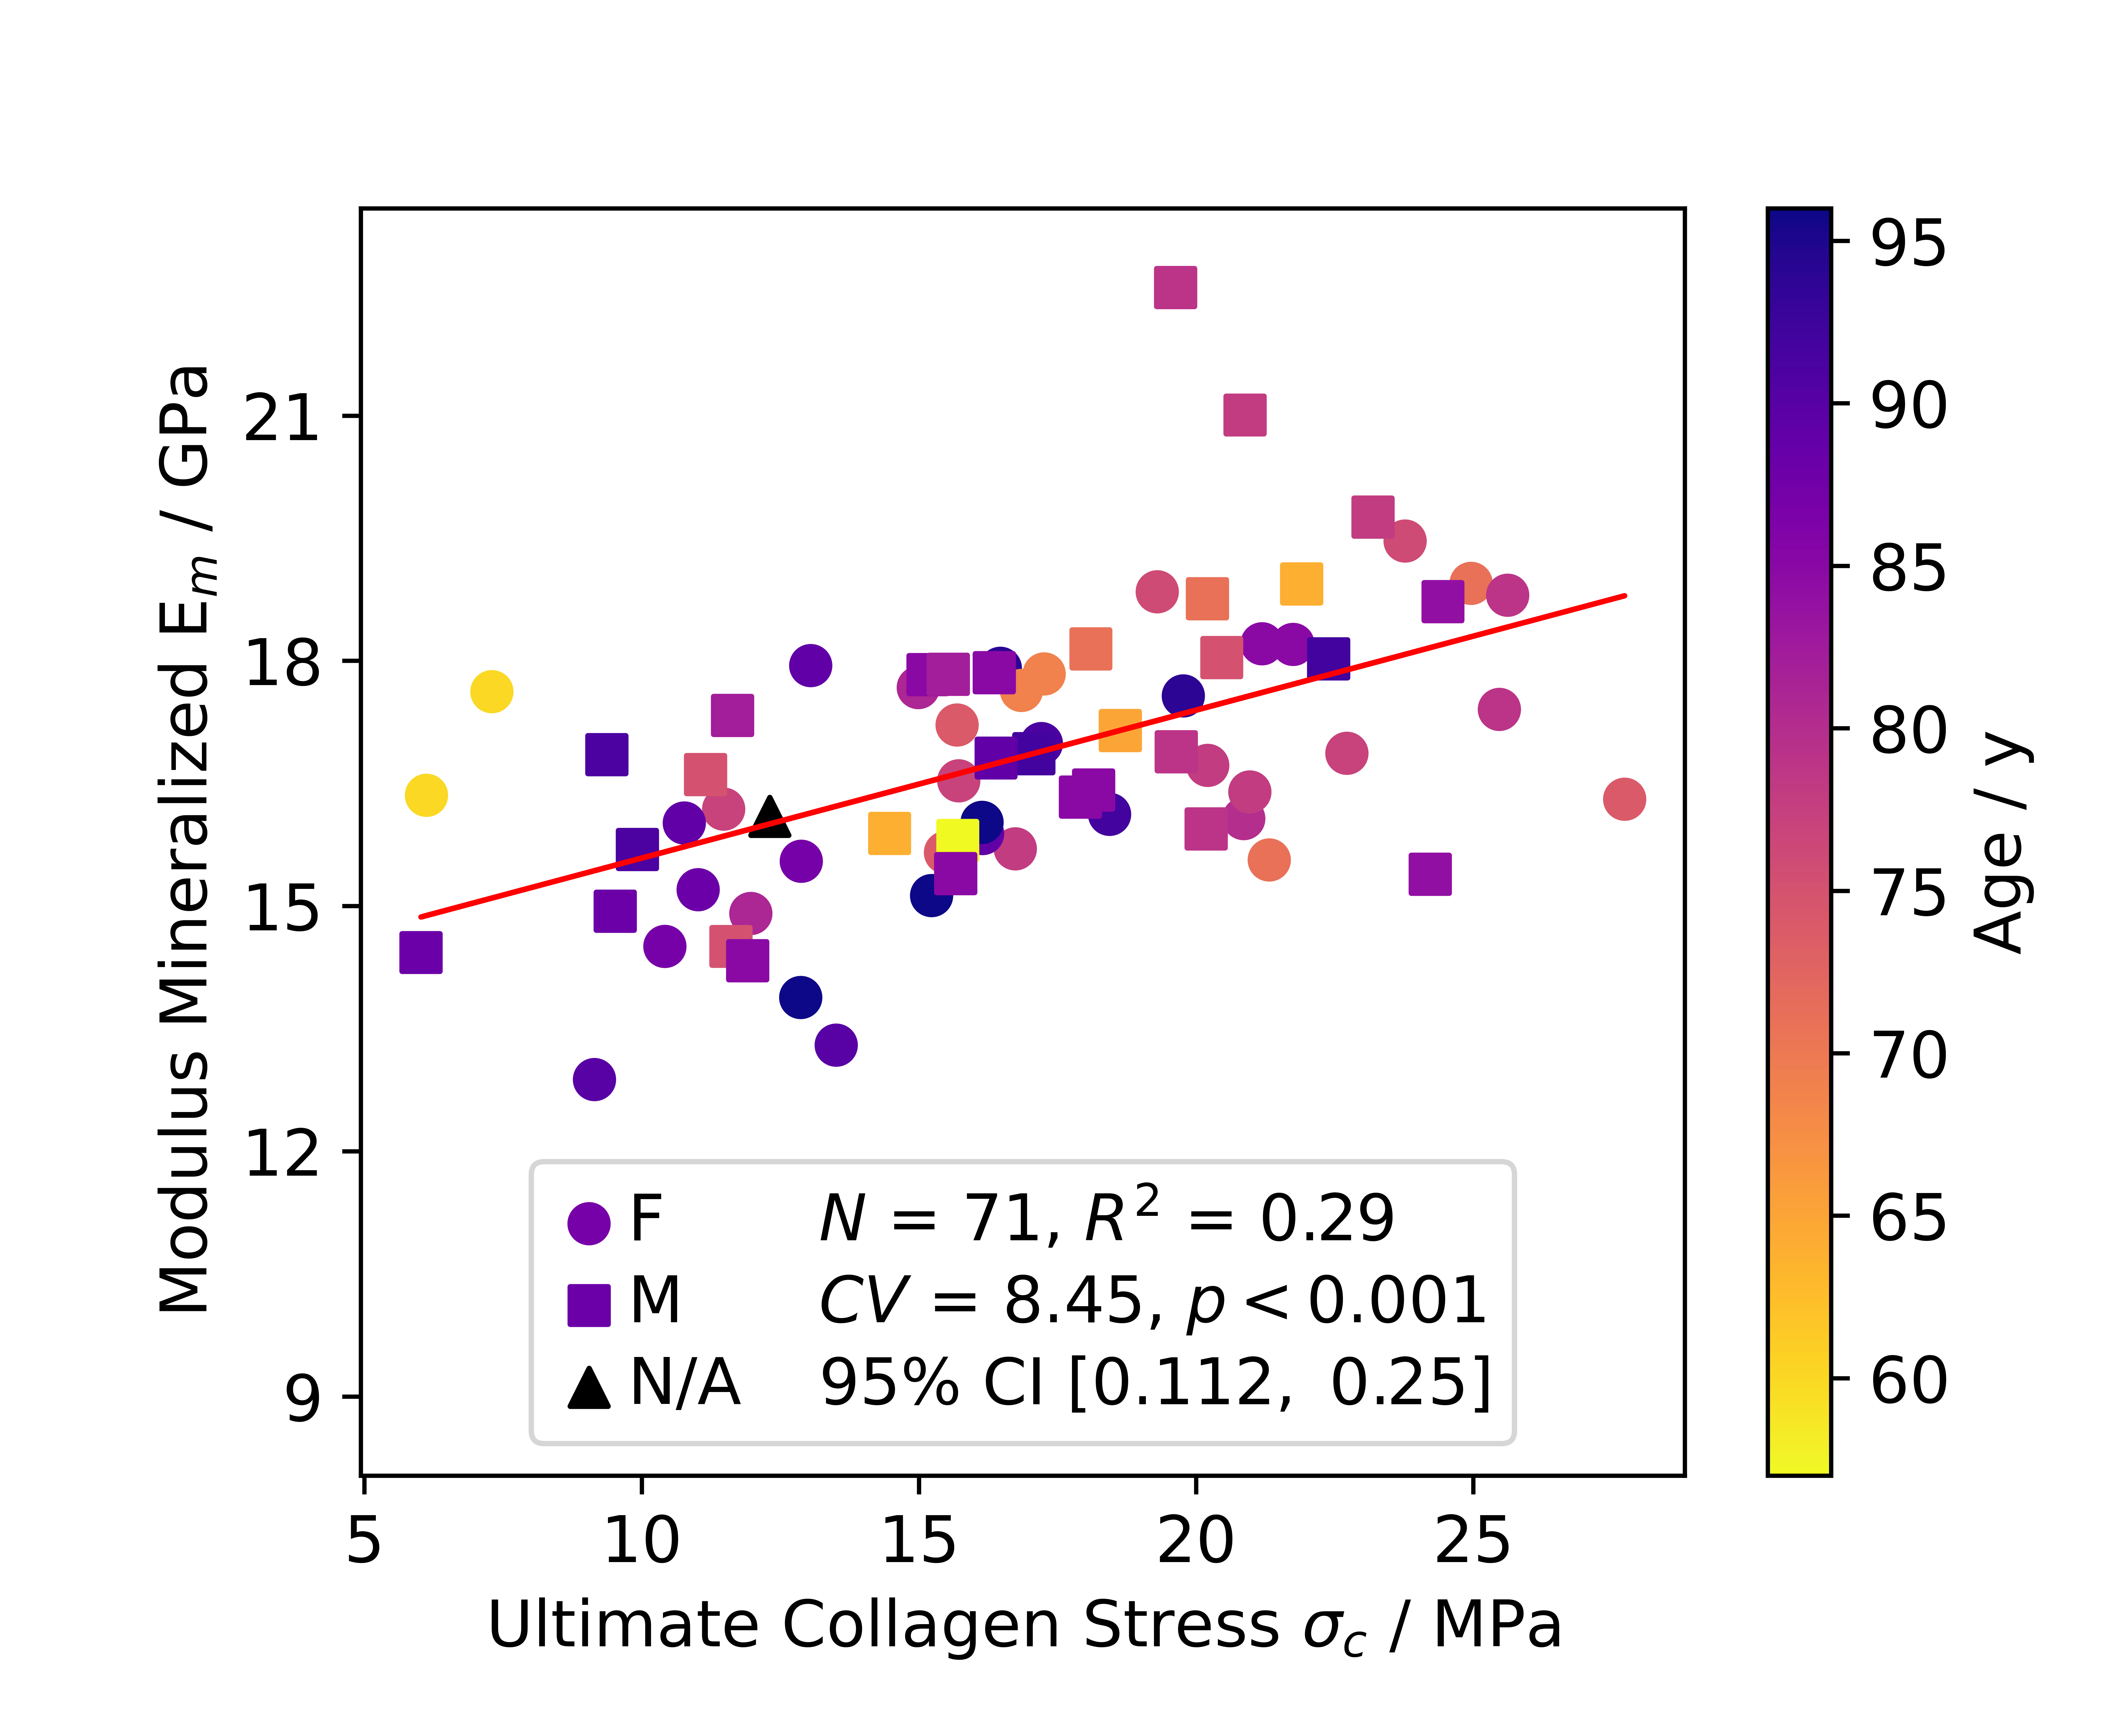 Modulus Mineralized Eₘ / GPa
21
18
15
12
9
F N = 71, R² = 0.29
M CV = 8.45, p < 0.001
N/A 95% CI [0.112, 0.25]
5 10 15 20 25
Ultimate Collagen Stress σ_c / MPa
95
90
85
80
75
70
65
60
Age / y